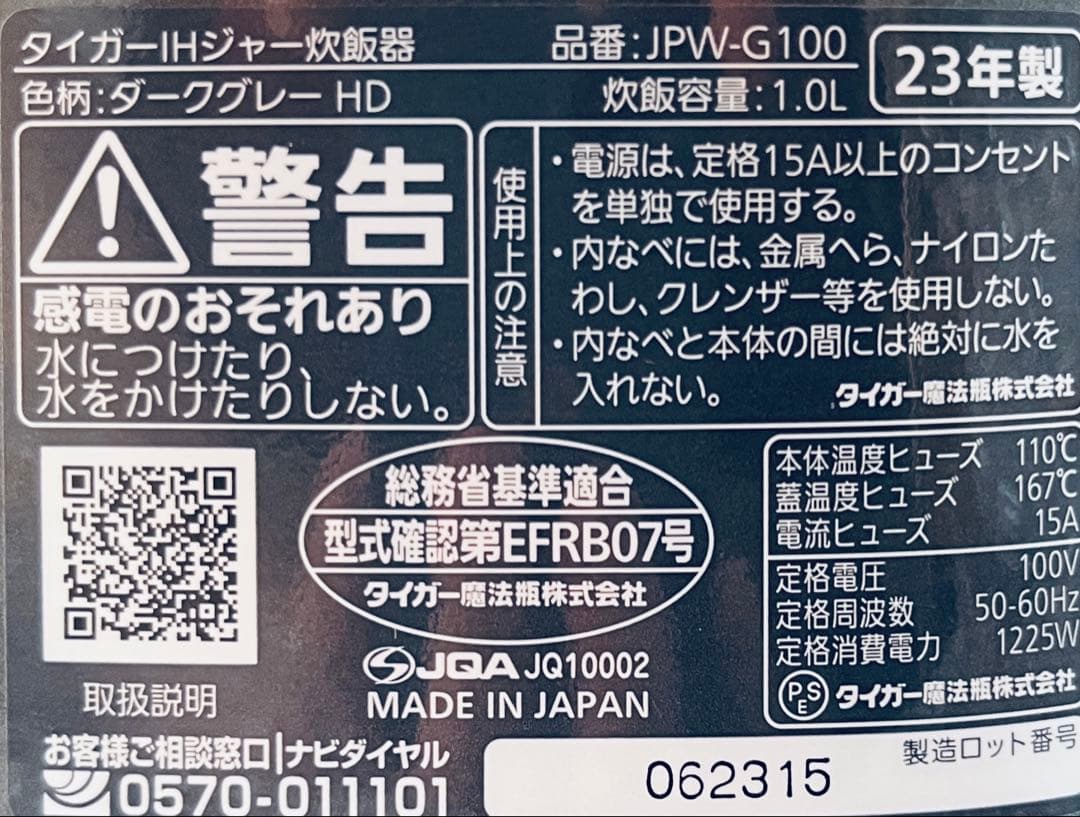 タイガーIHジャー炊飯器
品番:JPW-G100
23年製
色柄:ダークグレー HD
炊飯容量:1.0L
警告
感電のおそれあり
水につけたり、
水をかけたりしない。
使用上の注意
・電源は、定格15A以上のコンセント
を単独で使用する。
・内なべには、金属へら、ナイロンた
わし、クレンザー等を使用しない。
・内なべと本体の間には絶対に水を
入れない。
タイガー魔法瓶株式会社
取扱説明
総務省基準適合
型式確認第EFRB07号
タイガー魔法瓶株式会社
JQA JQ10002
MADE IN JAPAN
本体温度ヒューズ 110℃
蓋温度ヒューズ 167℃
電流ヒューズ 15A
定格電圧 100V
定格周波数 50-60Hz
定格消費電力 1225W
PSE タイガー魔法瓶株式会社
お客様ご相談窓口|ナビダイヤル
0570-011101
製造ロット番号
062315